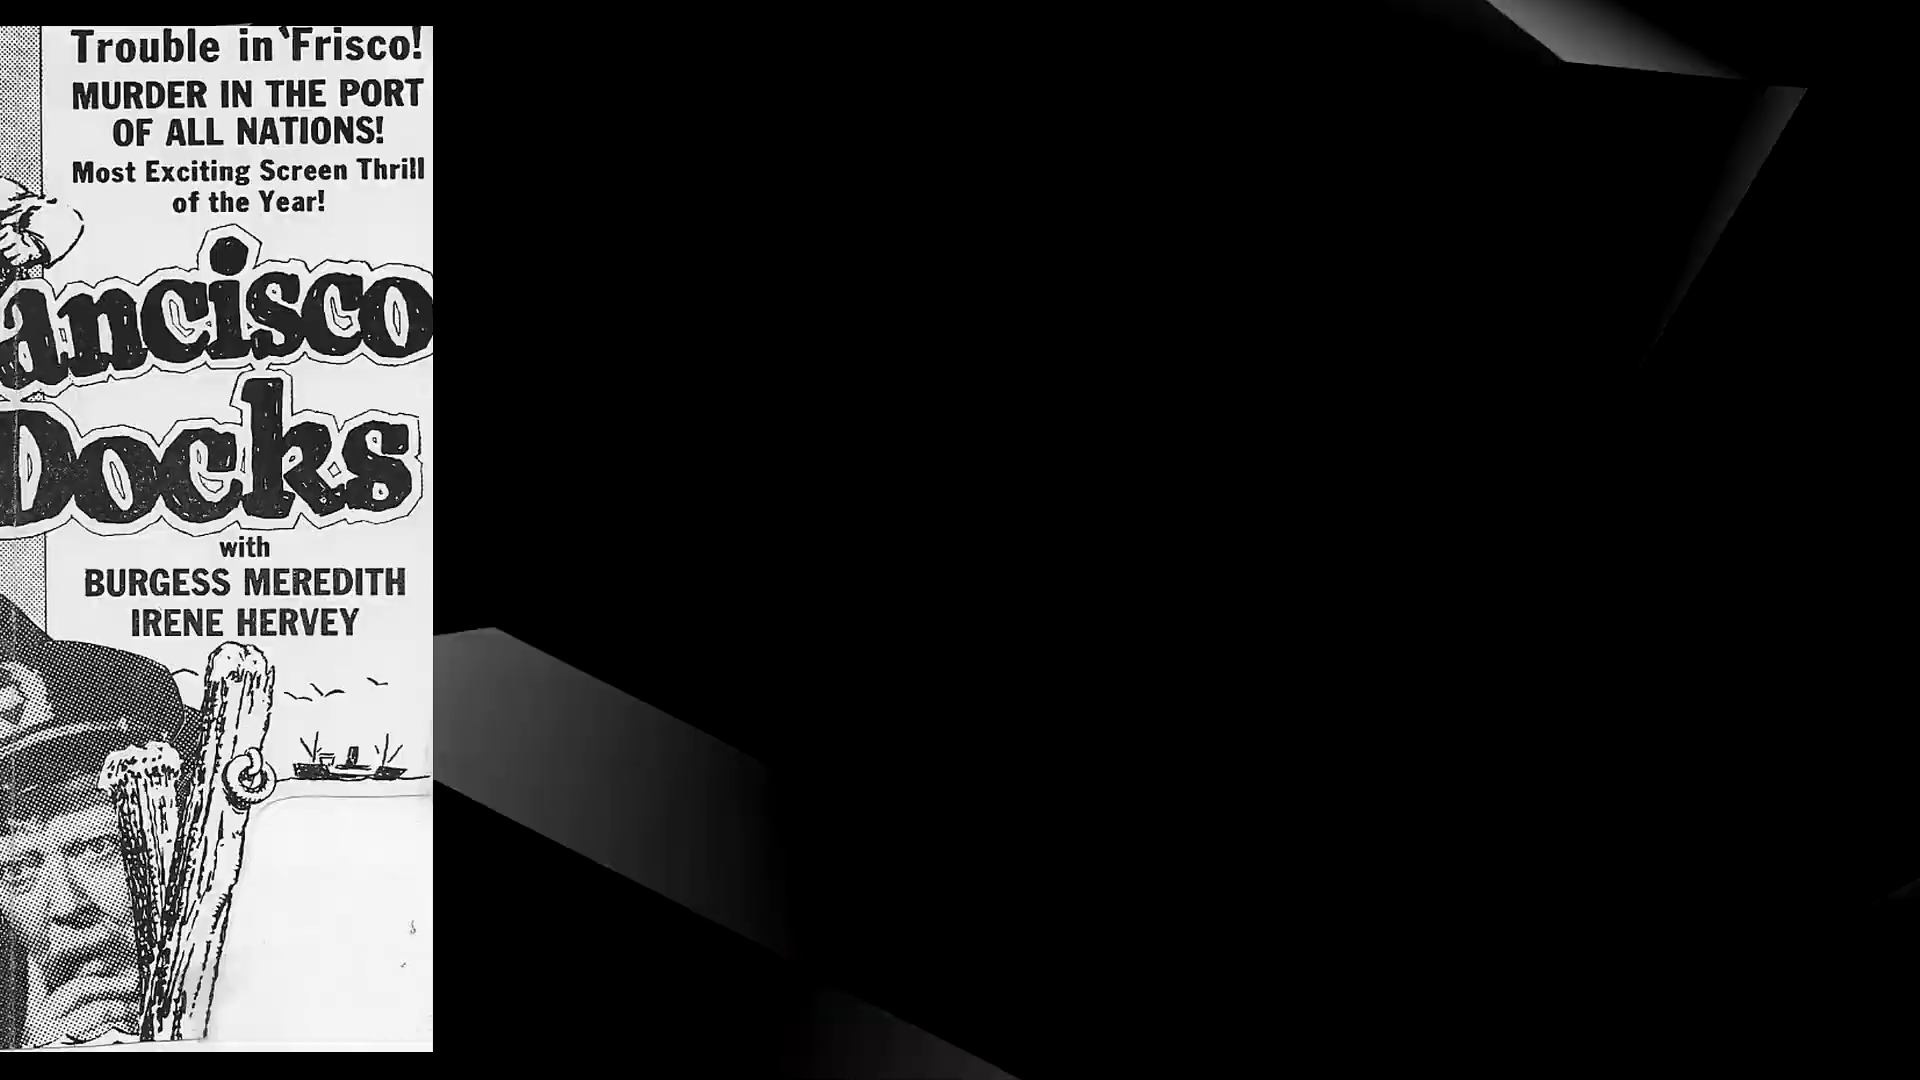 Trouble in 'Frisco!
MURDER IN THE PORT
OF ALL NATIONS!
Most Exciting Screen Thrill
of the Year!
ancisco
Docks
with
BURGESS MEREDITH
IRENE HERVEY